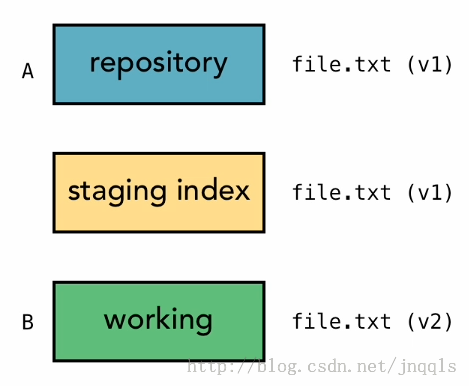 A repository file.txt (v1)
staging index file.txt (v1)
B working file.txt (v2)
http://blog.csdn.net/jnqqls